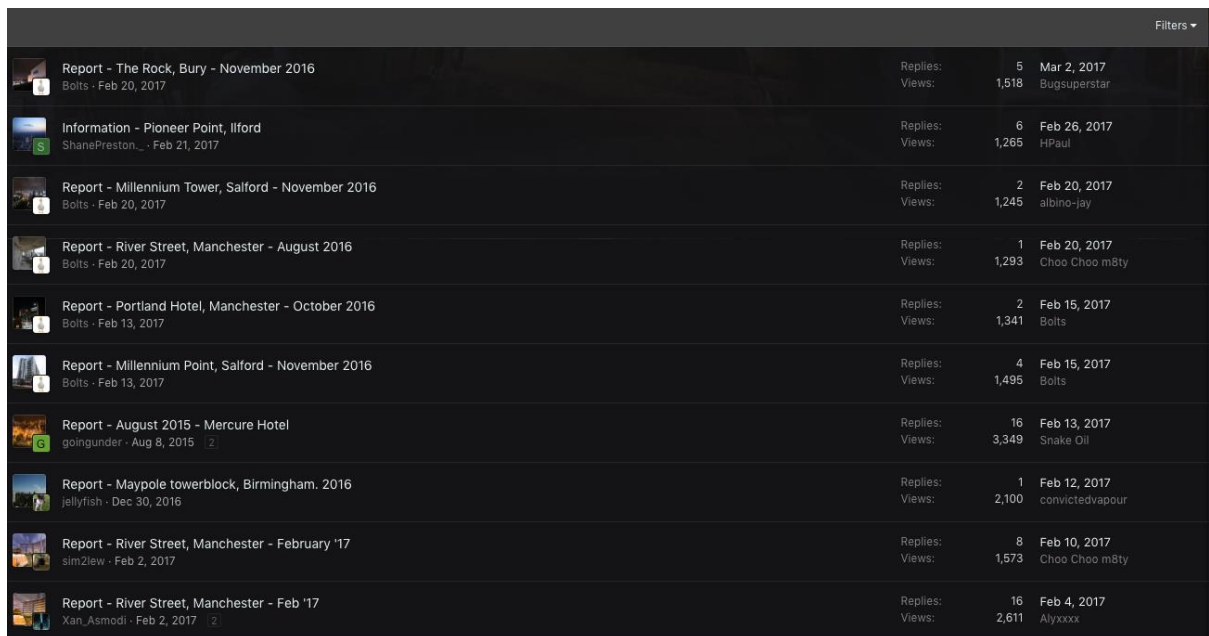 Filters
Report - The Rock, Bury - November 2016
Bolts · Feb 20, 2017
Replies: 5
Views: 1,518
Mar 2, 2017
Bugsuperstar
S
Information - Pioneer Point, Ilford
ShanePreston._ · Feb 21, 2017
Replies: 6
Views: 1,265
Feb 26, 2017
HPaul
Report - Millennium Tower, Salford - November 2016
Bolts · Feb 20, 2017
Replies: 2
Views: 1,245
Feb 20, 2017
albino-jay
Report - River Street, Manchester - August 2016
Bolts · Feb 20, 2017
Replies: 1
Views: 1,293
Feb 20, 2017
Choo Choo m8ty
Report - Portland Hotel, Manchester - October 2016
Bolts · Feb 13, 2017
Replies: 2
Views: 1,341
Feb 15, 2017
Bolts
Report - Millennium Point, Salford - November 2016
Bolts · Feb 13, 2017
Replies: 4
Views: 1,495
Feb 15, 2017
Bolts
G
Report - August 2015 - Mercure Hotel
goingunder · Aug 8, 2015 2
Replies: 16
Views: 3,349
Feb 13, 2017
Snake Oil
Report - Maypole towerblock, Birmingham. 2016
jellyfish · Dec 30, 2016
Replies: 1
Views: 2,100
Feb 12, 2017
convictedvapour
Report - River Street, Manchester - February '17
sim2lew · Feb 2, 2017
Replies: 8
Views: 1,573
Feb 10, 2017
Choo Choo m8ty
Report - River Street, Manchester - Feb '17
Xan_Asmodi · Feb 2, 2017 2
Replies: 16
Views: 2,611
Feb 4, 2017
Alyxxxx